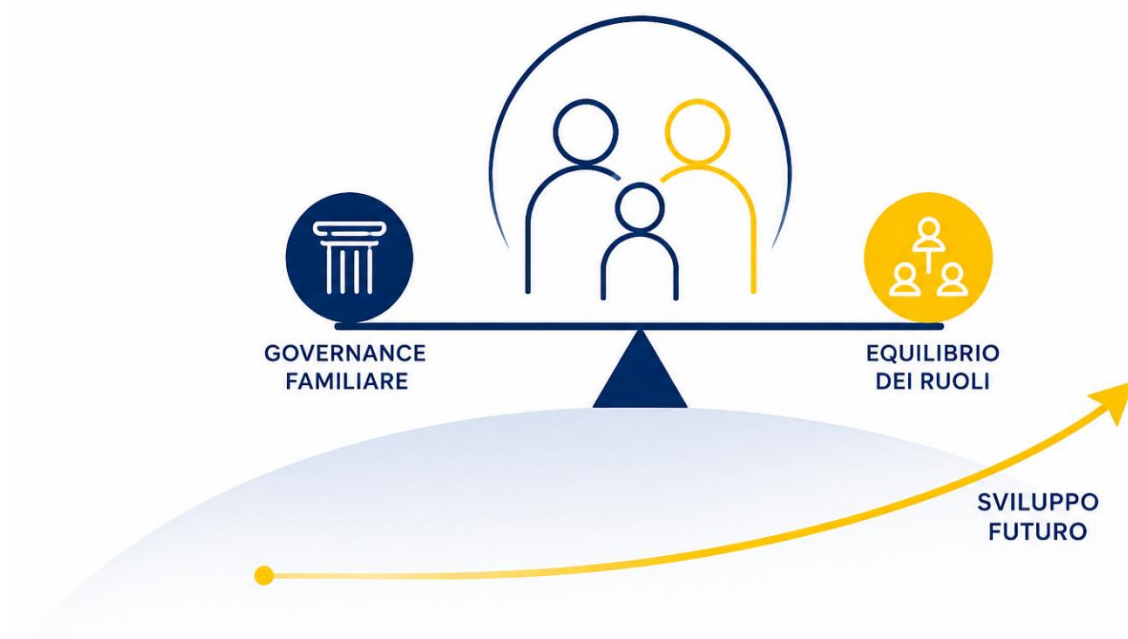 GOVERNANCE
FAMILIARE
EQUILIBRIO
DEI RUOLI
SVILUPPO
FUTURO